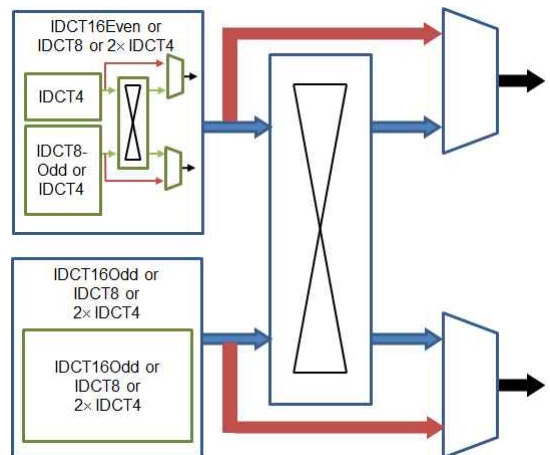 IDCT16Even or
IDCT8 or 2× IDCT4
IDCT4
IDCT8-
Odd or
IDCT4
IDCT16Odd or
IDCT8 or
2× IDCT4
IDCT16Odd or
IDCT8 or
2× IDCT4